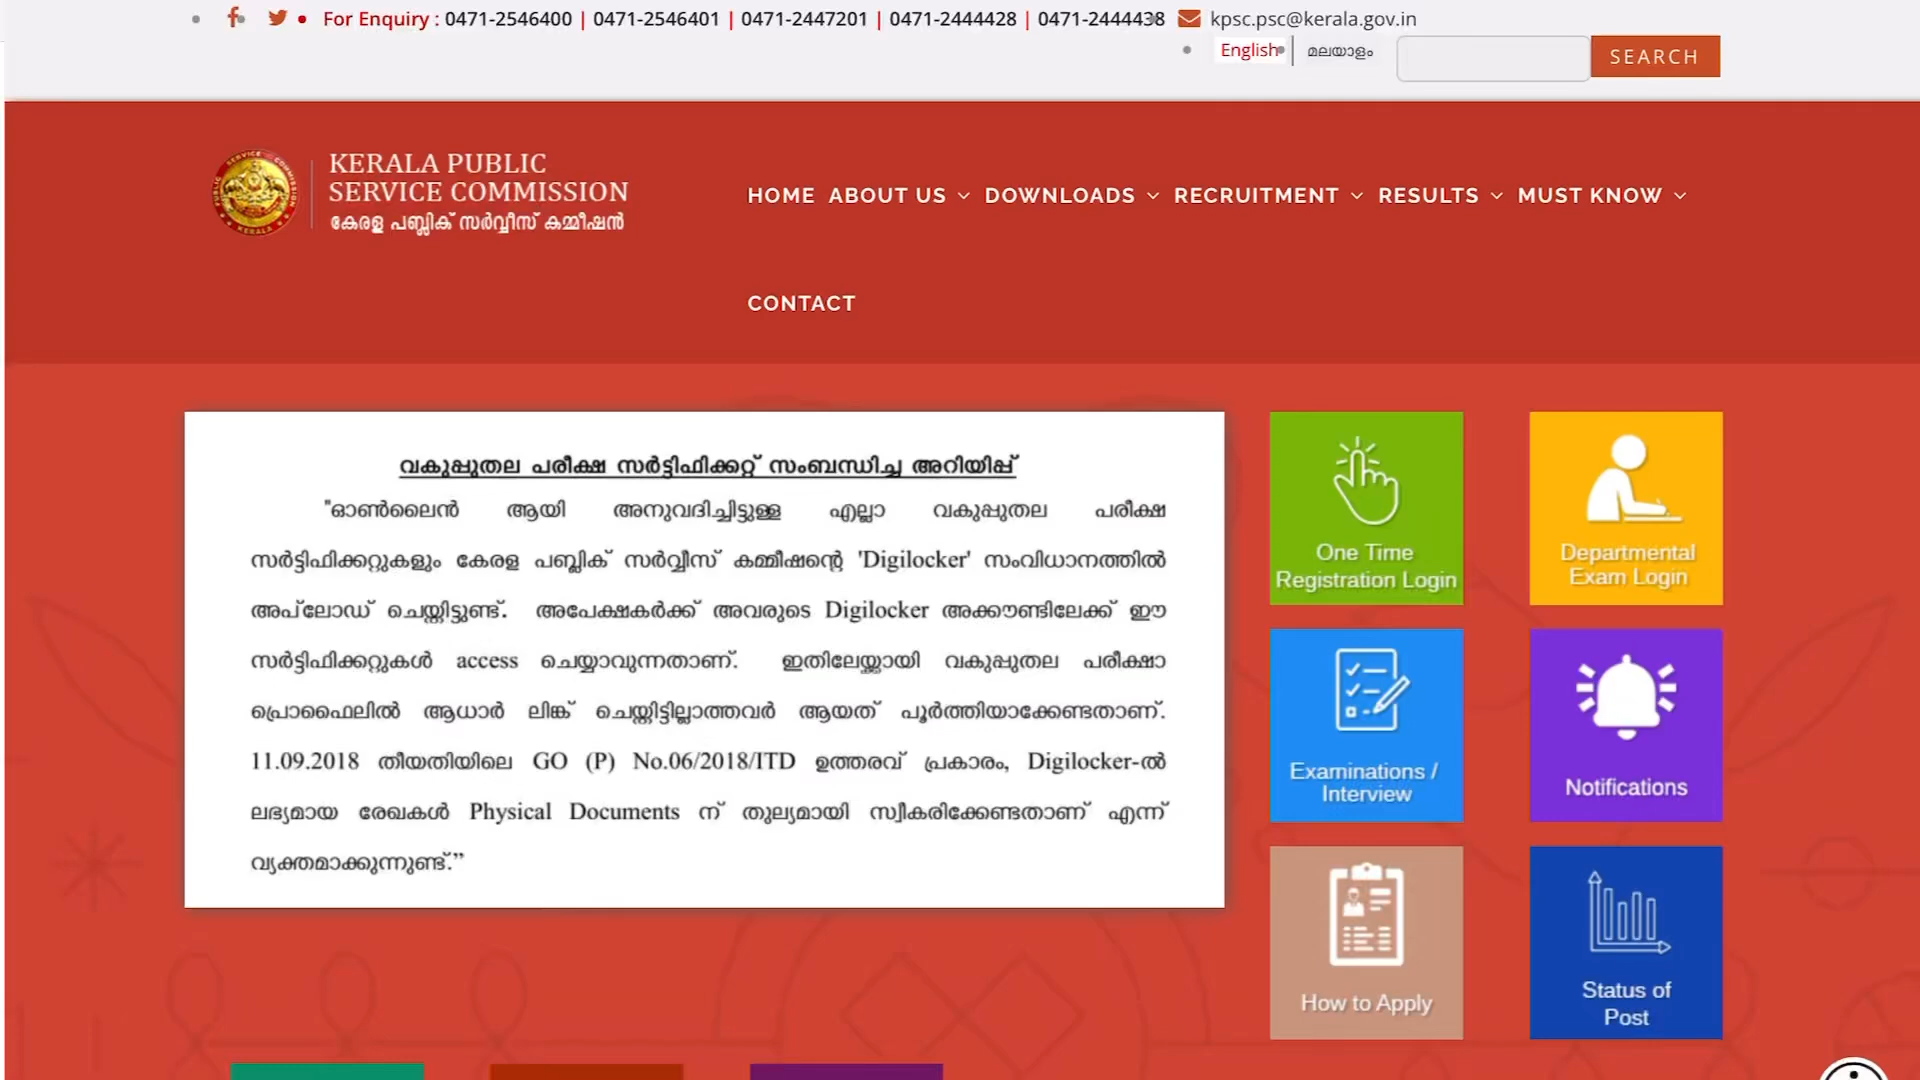 For Enquiry : 0471-2546400 | 0471-2546401 | 0471-2447201 | 0471-2444428 | 0471-2444438 kpsc.psc@kerala.gov.in
English മലയാളം SEARCH
KERALA PUBLIC
SERVICE COMMISSION
കേരള പബ്ലിക് സർവ്വീസ് കമ്മീഷൻ
HOME ABOUT US DOWNLOADS RECRUITMENT RESULTS MUST KNOW
CONTACT
വകുപ്പുതല പരീക്ഷ സർട്ടിഫിക്കറ്റ് സംബന്ധിച്ച അറിയിപ്പ്
"ഓൺലൈൻ ആയി അനുവദിച്ചിട്ടുള്ള എല്ലാ വകുപ്പുതല പരീക്ഷ
സർട്ടിഫിക്കറ്റുകളും കേരള പബ്ലിക് സർവ്വീസ് കമ്മീഷന്റെ 'Digilocker' സംവിധാനത്തിൽ
അപ്‌ലോഡ് ചെയ്തിട്ടുണ്ട്. അപേക്ഷകർക്ക് അവരുടെ Digilocker അക്കൗണ്ടിലേക്ക് ഈ
സർട്ടിഫിക്കറ്റുകൾ access ചെയ്യാവുന്നതാണ്. ഇതിലേയ്ക്കായി വകുപ്പുതല പരീക്ഷാ
പ്രൊഫൈലിൽ ആധാർ ലിങ്ക് ചെയ്തിട്ടില്ലാത്തവർ ആയത് പൂർത്തിയാക്കേണ്ടതാണ്.
11.09.2018 തീയതിയിലെ GO (P) No.06/2018/ITD ഉത്തരവ് പ്രകാരം, Digilocker-ൽ
ലഭ്യമായ രേഖകൾ Physical Documents ന് തുല്യമായി സ്വീകരിക്കേണ്ടതാണ് എന്ന്
വ്യക്തമാക്കുന്നുണ്ട്.”
One Time
Registration Login
Departmental
Exam Login
Examinations /
Interview
Notifications
How to Apply
Status of
Post